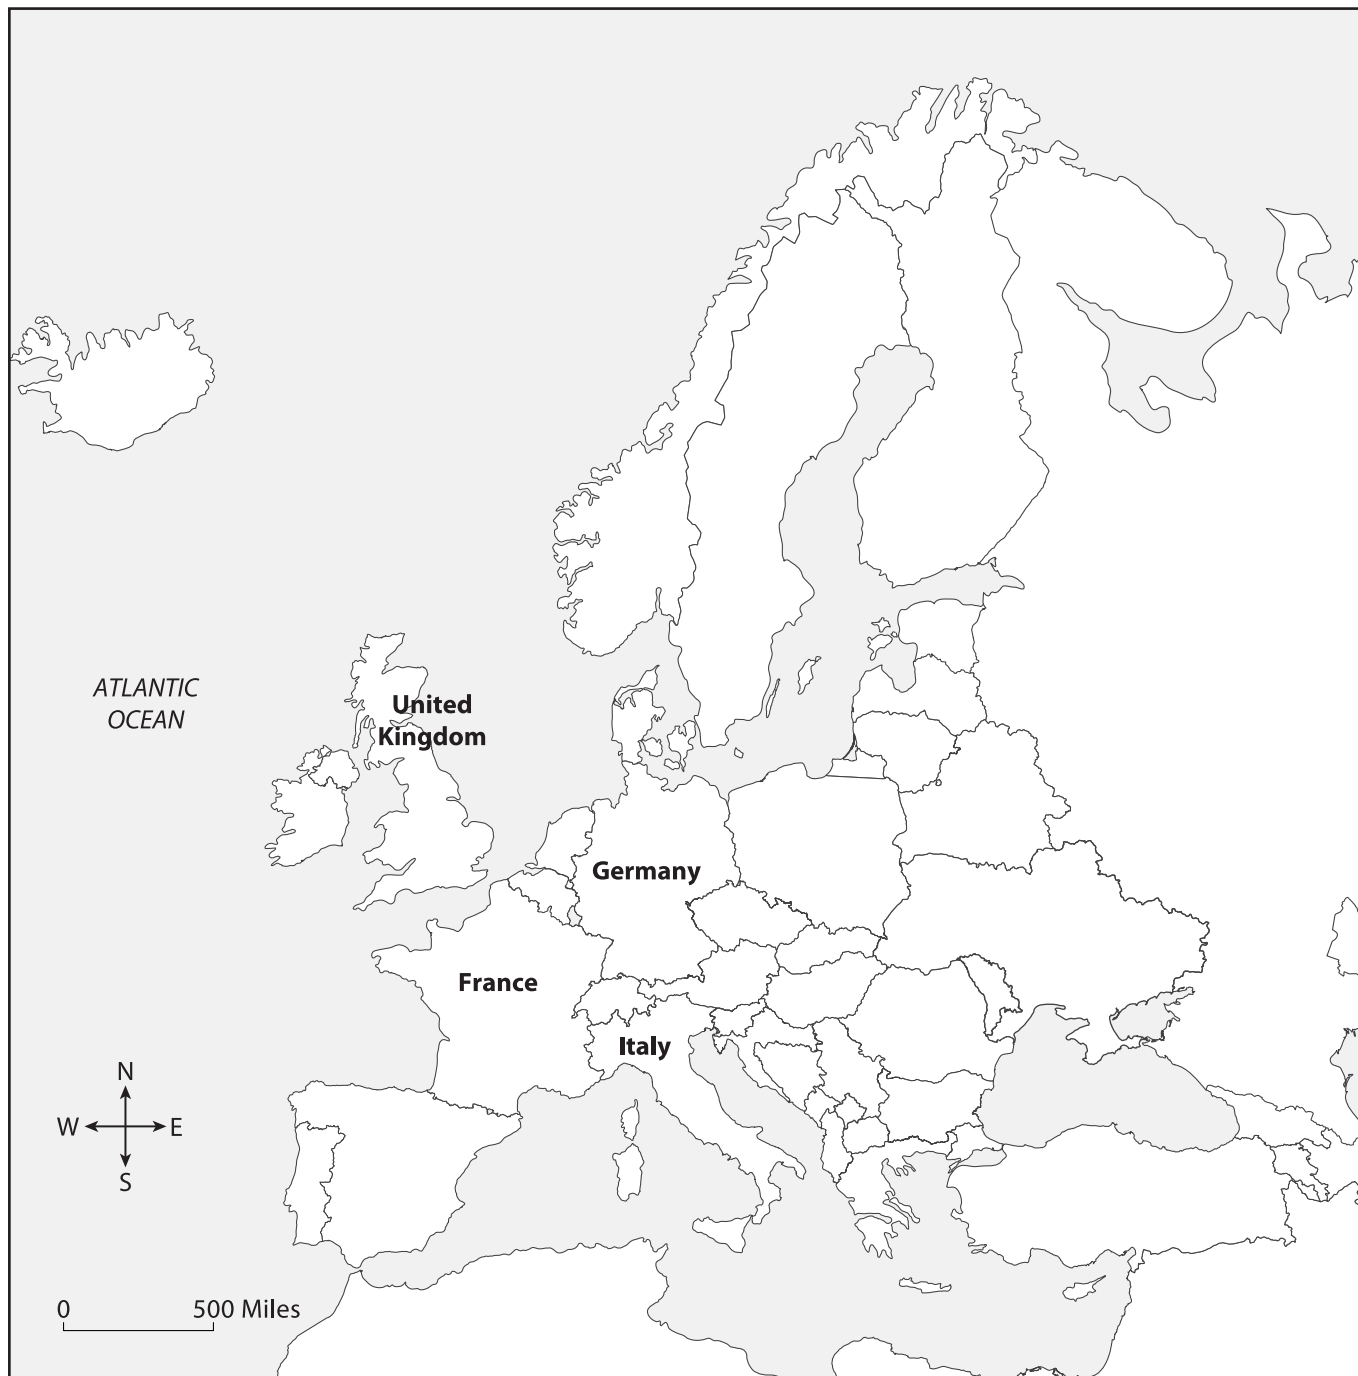 ATLANTIC
OCEAN
United
Kingdom
Germany
France
Italy
N
W E
S
0 500 Miles